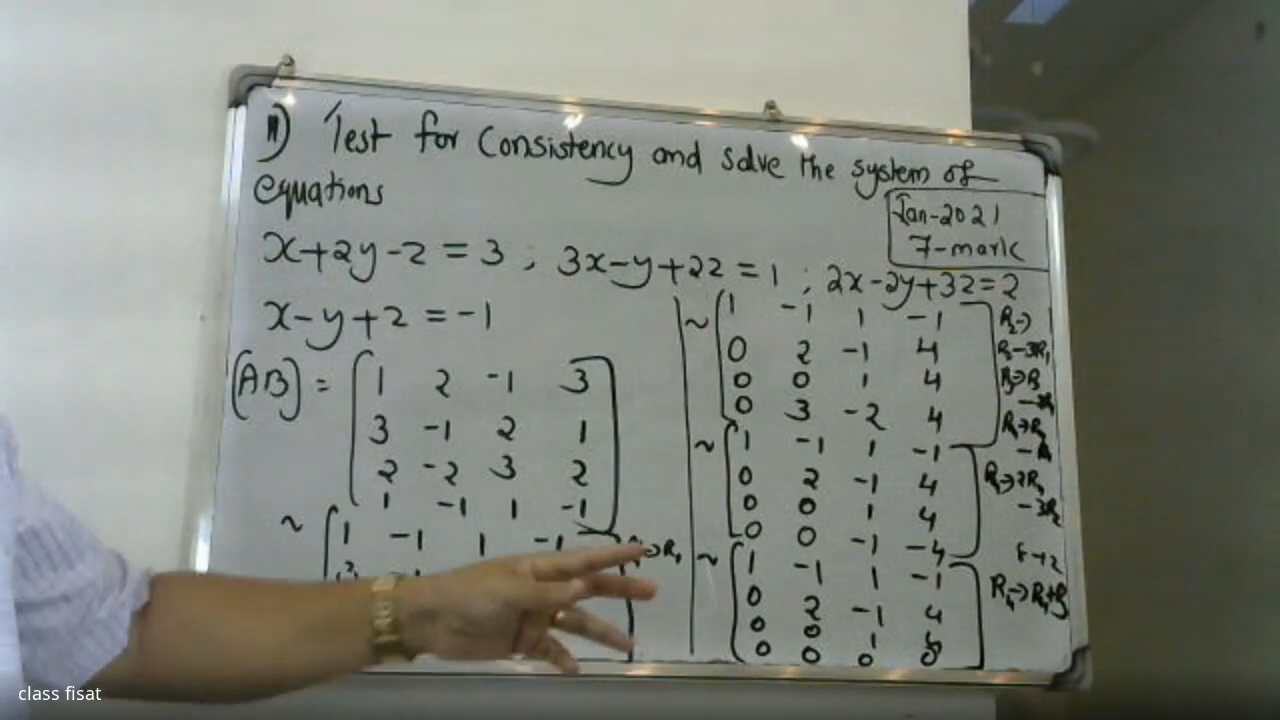 11) Test for Consistency and solve the system of
equations
Jan-2021
7-mark
x+2y-z = 3 ; 3x-y+2z = 1 ; 2x-2y+3z=2
x-y+z = -1
(AB) = [ 1 2 -1 3
3 -1 2 1
2 -2 3 2
1 -1 1 -1 ]
~ [ 1 -1 1 -1
~ [ 1 -1 1 -1
0 2 -1 4
0 0 1 4
0 3 -2 4 ]
R2→
R2-3R1
~ [ 1 -1 1 -1
0 2 -1 4
0 0 1 4
0 0 -1 -4 ]
R4→2R4
-3R2
~ [ 1 -1 1 -1
0 2 -1 4
0 0 1
0 0 0 0 ]
R4→R4+R3
class fisat